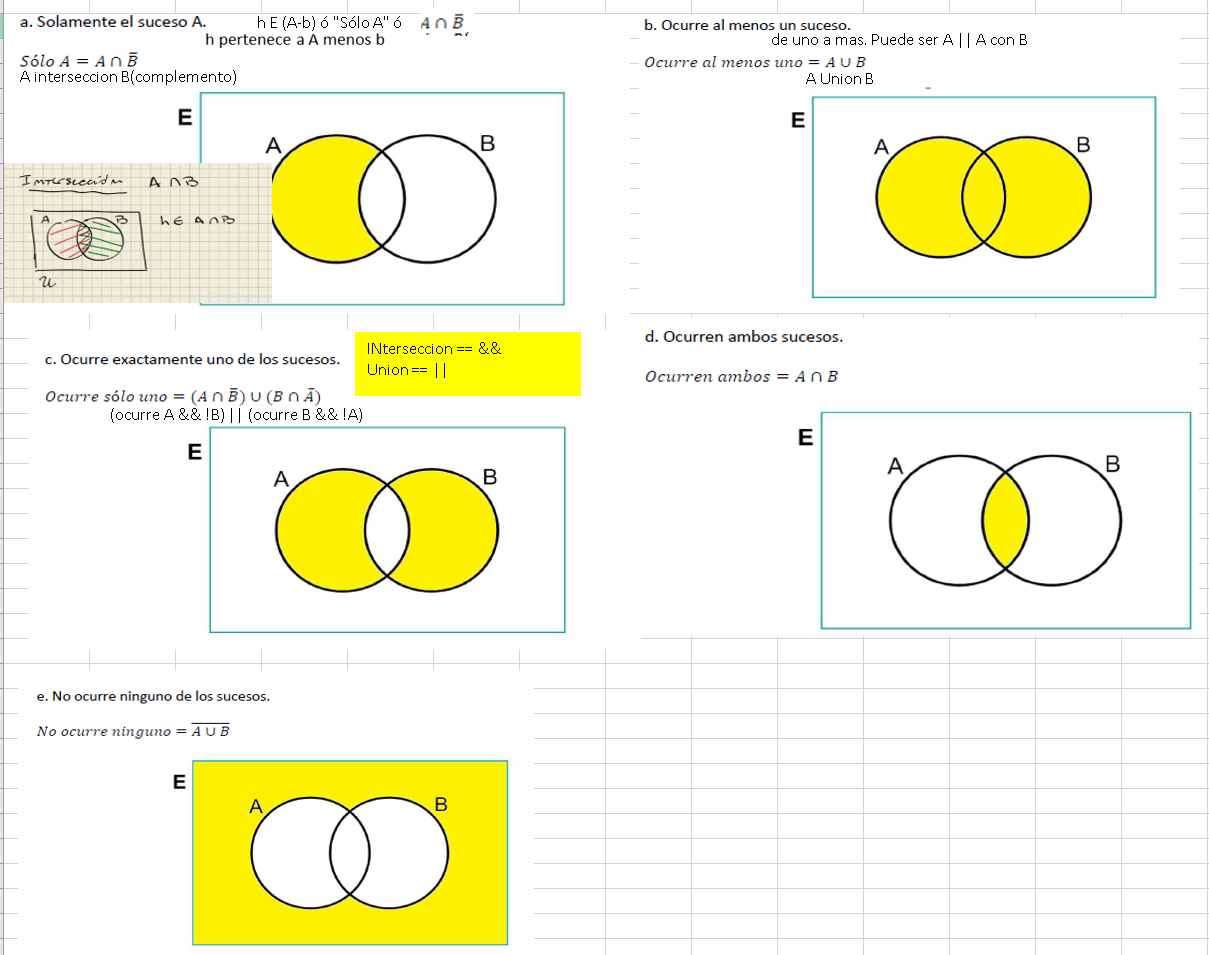 a. Solamente el suceso A.
h E (A-b) ó "Sólo A" ó A ∩ B̅
h pertenece a A menos b
Sólo A = A ∩ B̅
A interseccion B(complemento)
E
A
B
Intersección A ∩ B
A B
h ∈ A ∩ B
U
b. Ocurre al menos un suceso.
de uno a mas. Puede ser A || A con B
Ocurre al menos uno = A ∪ B
A Union B
E
A
B
c. Ocurre exactamente uno de los sucesos.
INterseccion == &&
Union == ||
Ocurre sólo uno = (A ∩ B̅) ∪ (B ∩ A̅)
(ocurre A && !B) || (ocurre B && !A)
E
A
B
d. Ocurren ambos sucesos.
Ocurren ambos = A ∩ B
E
A
B
e. No ocurre ninguno de los sucesos.
No ocurre ninguno = A̅ ̅∪̅ ̅B̅
E
A
B